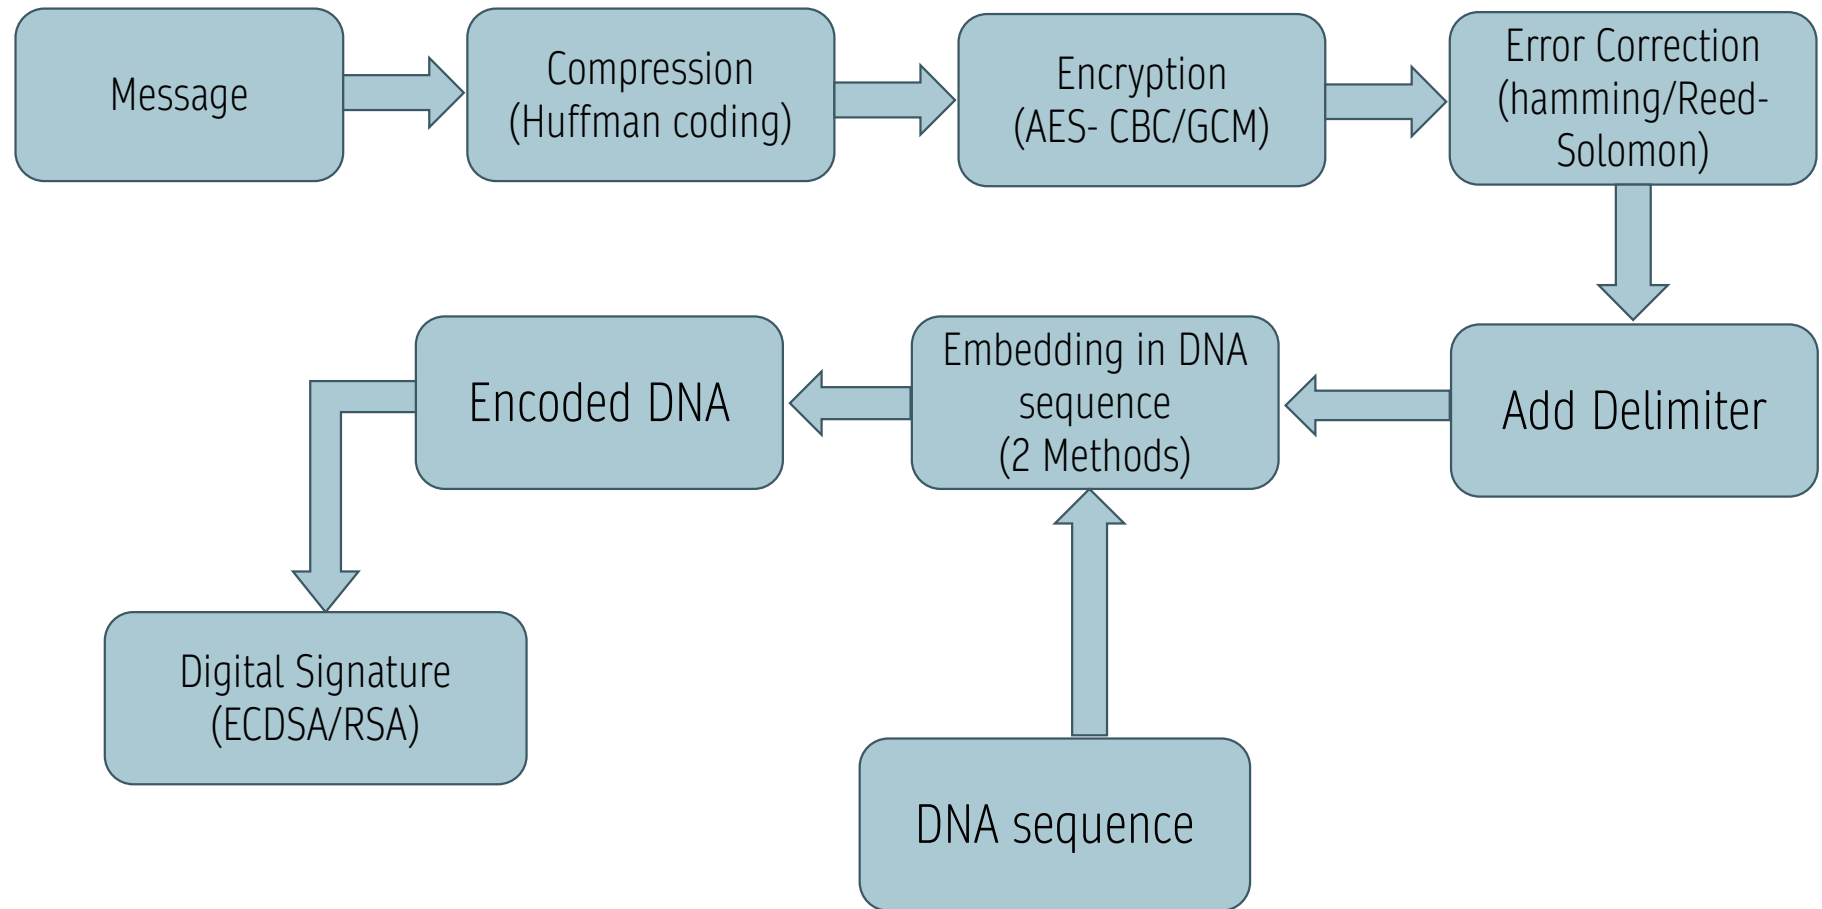 Message
Compression
(Huffman coding)
Encryption
(AES- CBC/GCM)
Error Correction
(hamming/Reed-
Solomon)
Add Delimiter
Embedding in DNA
sequence
(2 Methods)
Encoded DNA
Digital Signature
(ECDSA/RSA)
DNA sequence